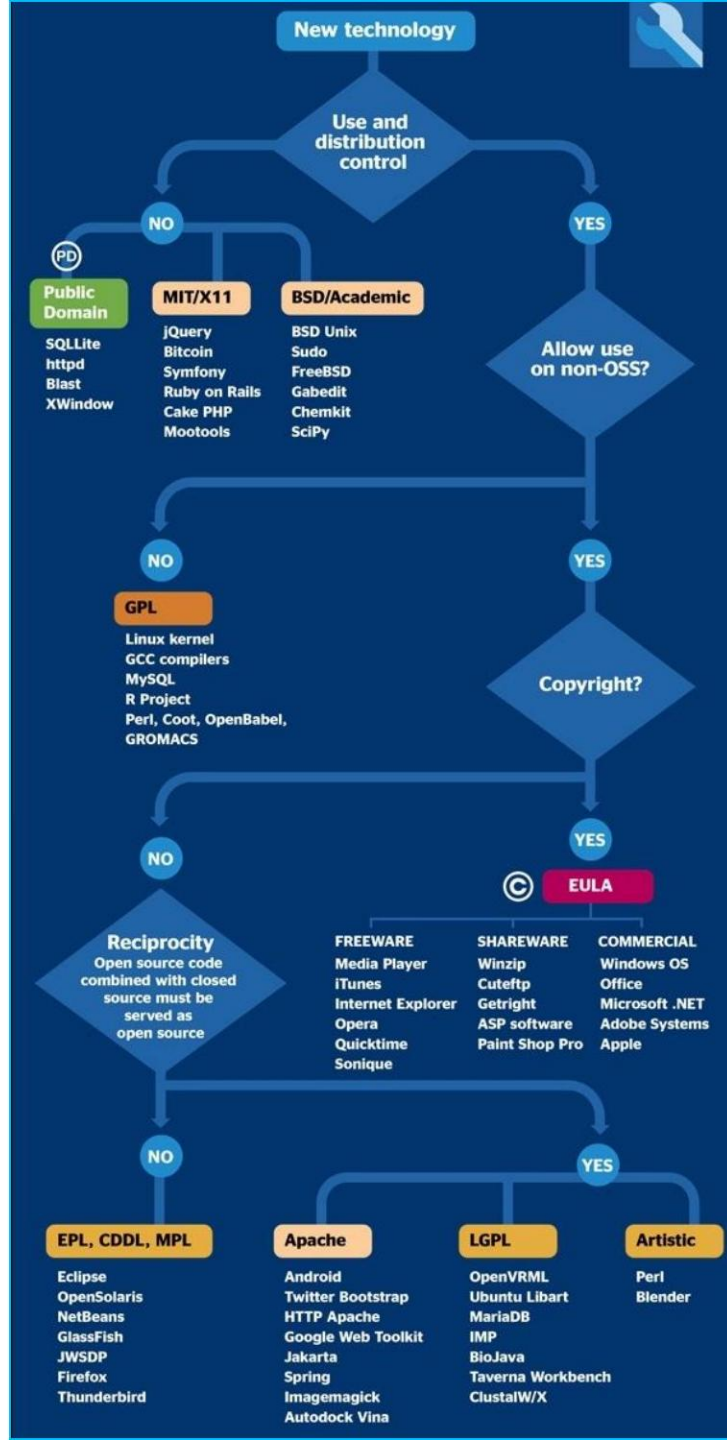 New technology
Use and
distribution
control
NO
YES
PD
Public
Domain
SQLLite
httpd
Blast
XWindow
MIT/X11
jQuery
Bitcoin
Symfony
Ruby on Rails
Cake PHP
Mootools
BSD/Academic
BSD Unix
Sudo
FreeBSD
Gabedit
Chemkit
SciPy
Allow use
on non-OSS?
NO
YES
GPL
Linux kernel
GCC compilers
MySQL
R Project
Perl, Coot, OpenBabel,
GROMACS
Copyright?
NO
YES
© EULA
Reciprocity
Open source code
combined with closed
source must be
served as
open source
FREEWARE
Media Player
iTunes
Internet Explorer
Opera
Quicktime
Sonique
SHAREWARE
Winzip
Cuteftp
Getright
ASP software
Paint Shop Pro
COMMERCIAL
Windows OS
Office
Microsoft .NET
Adobe Systems
Apple
NO
YES
EPL, CDDL, MPL
Eclipse
OpenSolaris
NetBeans
GlassFish
JWSDP
Firefox
Thunderbird
Apache
Android
Twitter Bootstrap
HTTP Apache
Google Web Toolkit
Jakarta
Spring
Imagemagick
Autodock Vina
LGPL
OpenVRML
Ubuntu Libart
MariaDB
IMP
BioJava
Taverna Workbench
ClustalW/X
Artistic
Perl
Blender